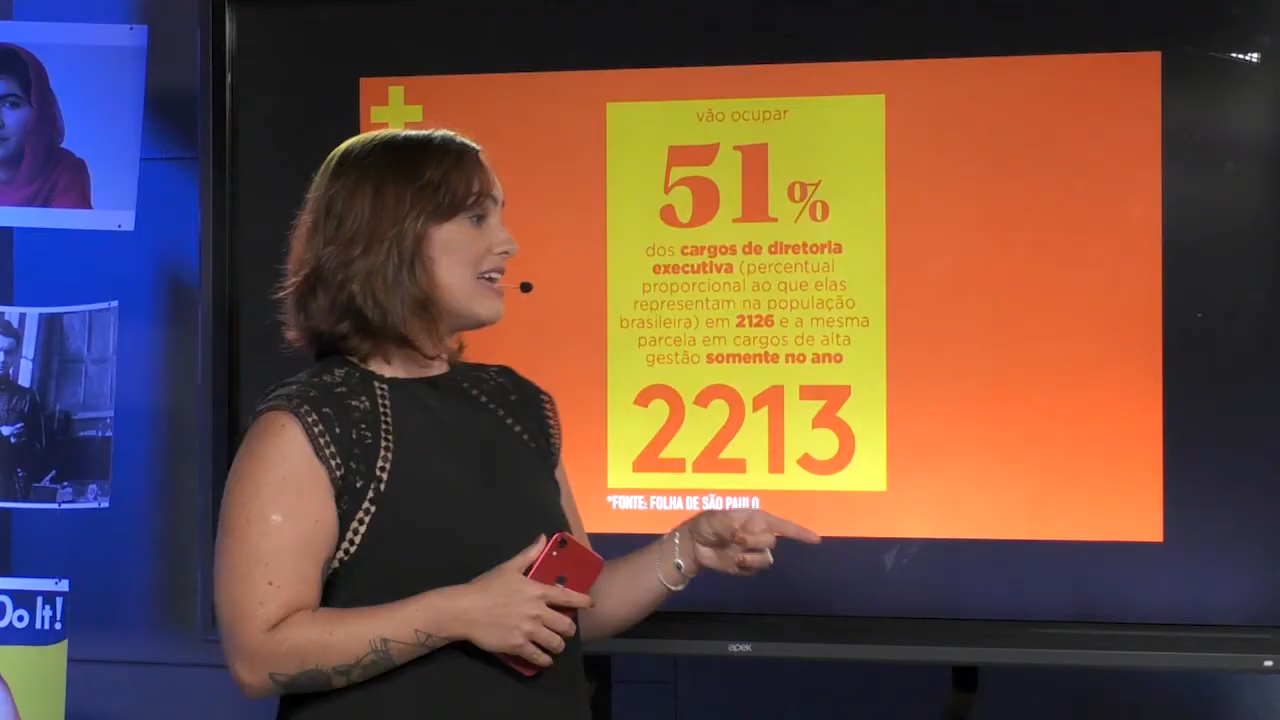 vão ocupar
51%
dos cargos de diretoria
executiva (percentual
proporcional ao que elas
representam na população
brasileira) em 2126 e a mesma
parcela em cargos de alta
gestão somente no ano
2213
*FONTE: FOLHA DE SÃO PAULO
Do It!
apek